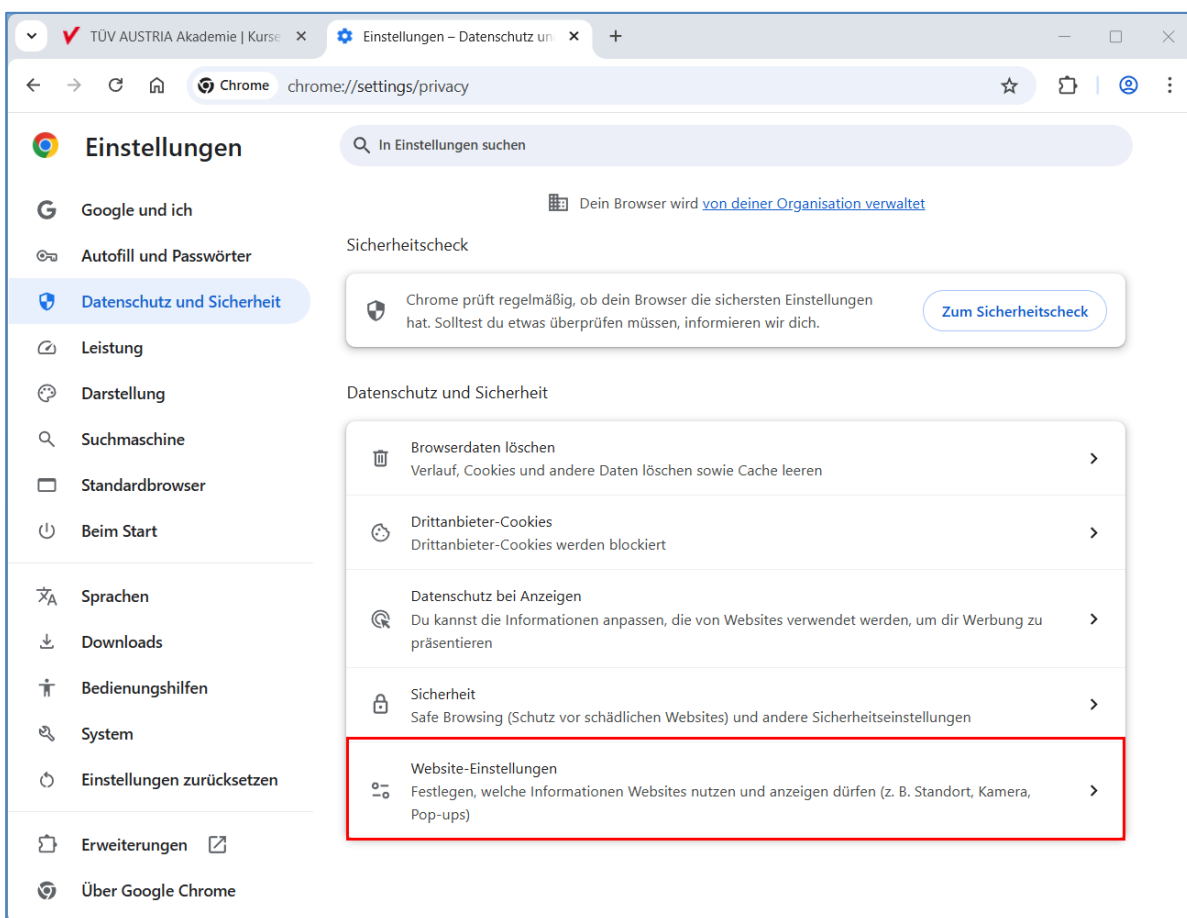 TÜV AUSTRIA Akademie | Kurse
Einstellungen – Datenschutz un
Chrome
chrome://settings/privacy
Einstellungen
In Einstellungen suchen
Google und ich
Autofill und Passwörter
Datenschutz und Sicherheit
Leistung
Darstellung
Suchmaschine
Standardbrowser
Beim Start
Sprachen
Downloads
Bedienungshilfen
System
Einstellungen zurücksetzen
Erweiterungen
Über Google Chrome
Dein Browser wird von deiner Organisation verwaltet
Sicherheitscheck
Chrome prüft regelmäßig, ob dein Browser die sichersten Einstellungen
hat. Solltest du etwas überprüfen müssen, informieren wir dich.
Zum Sicherheitscheck
Datenschutz und Sicherheit
Browserdaten löschen
Verlauf, Cookies und andere Daten löschen sowie Cache leeren
Drittanbieter-Cookies
Drittanbieter-Cookies werden blockiert
Datenschutz bei Anzeigen
Du kannst die Informationen anpassen, die von Websites verwendet werden, um dir Werbung zu
präsentieren
Sicherheit
Safe Browsing (Schutz vor schädlichen Websites) und andere Sicherheitseinstellungen
Website-Einstellungen
Festlegen, welche Informationen Websites nutzen und anzeigen dürfen (z. B. Standort, Kamera,
Pop-ups)